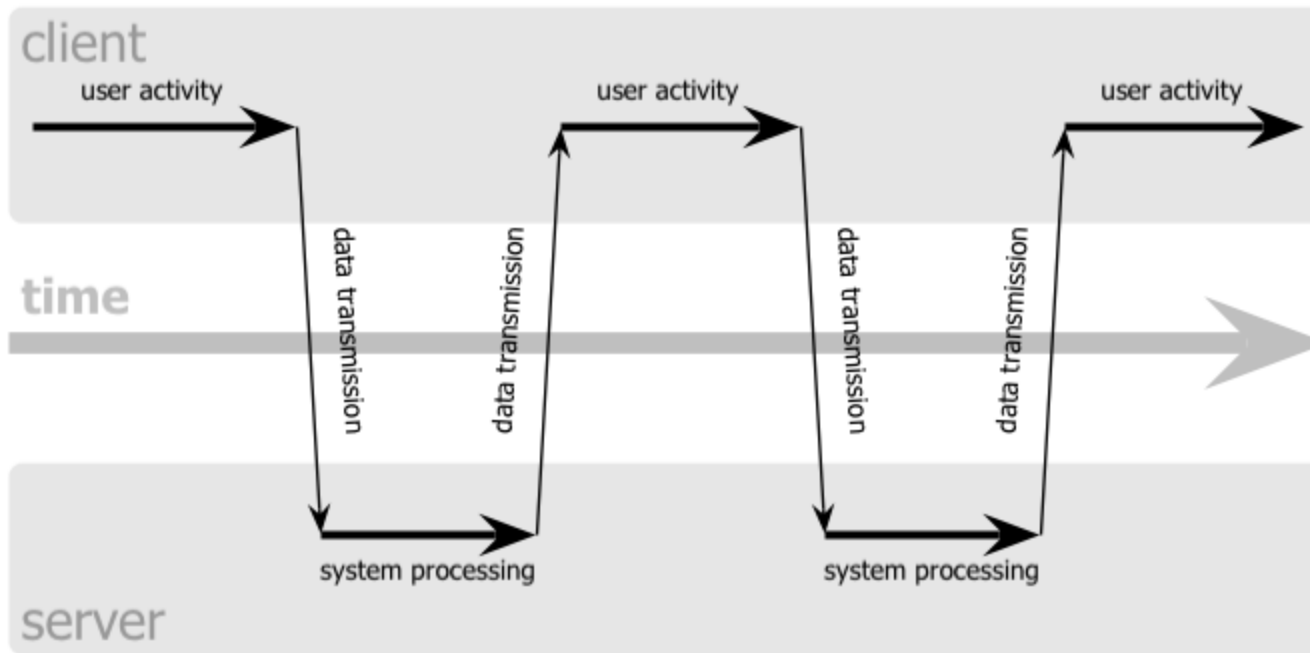 client
user activity
user activity
user activity
data transmission
data transmission
data transmission
data transmission
time
system processing
system processing
server